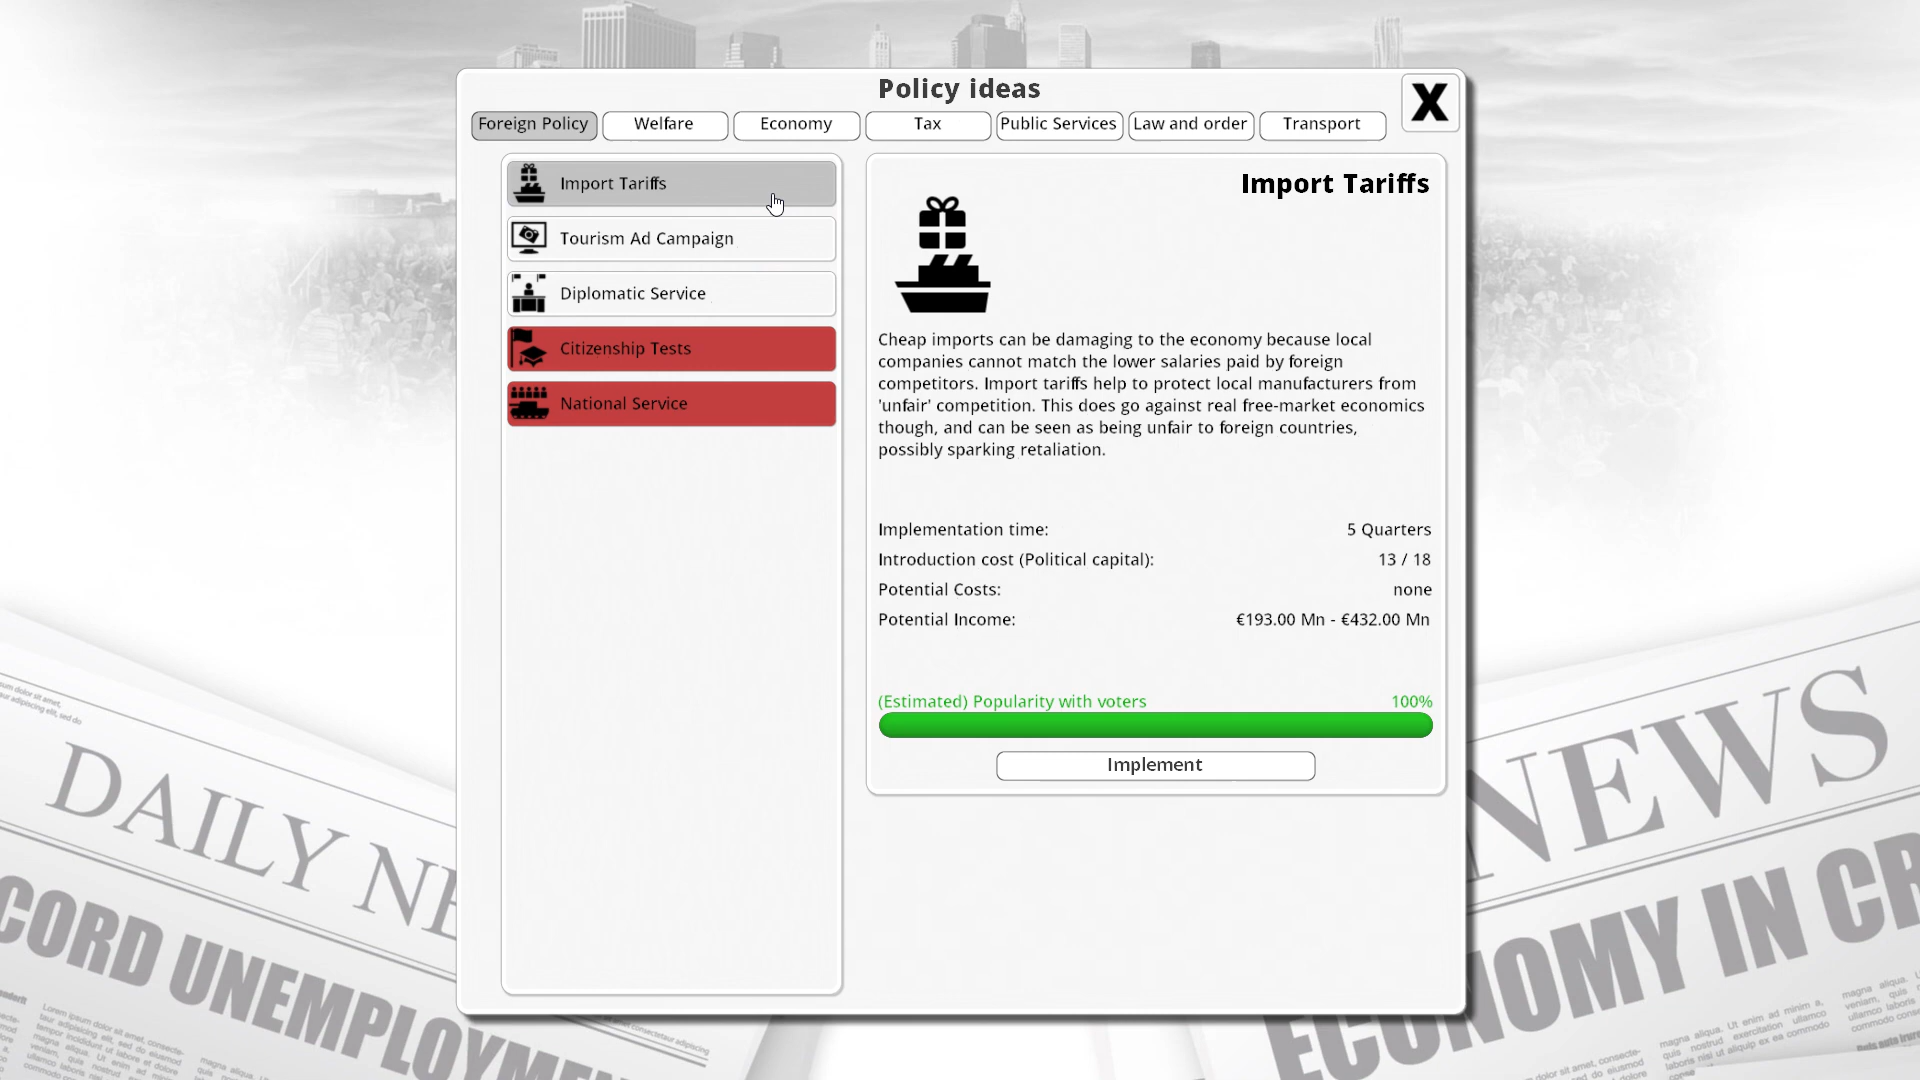 Policy ideas
X
Foreign Policy
Welfare
Economy
Tax
Public Services
Law and order
Transport
Import Tariffs
Tourism Ad Campaign
Diplomatic Service
Citizenship Tests
National Service
Import Tariffs
Cheap imports can be damaging to the economy because local
companies cannot match the lower salaries paid by foreign
competitors. Import tariffs help to protect local manufacturers from
'unfair' competition. This does go against real free-market economics
though, and can be seen as being unfair to foreign countries,
possibly sparking retaliation.
Implementation time: 5 Quarters
Introduction cost (Political capital): 13 / 18
Potential Costs: none
Potential Income: €193.00 Mn - €432.00 Mn
(Estimated) Popularity with voters 100%
Implement
DAILY NE
CORD UNEMPLOYME
NEWS
ECONOMY IN CR